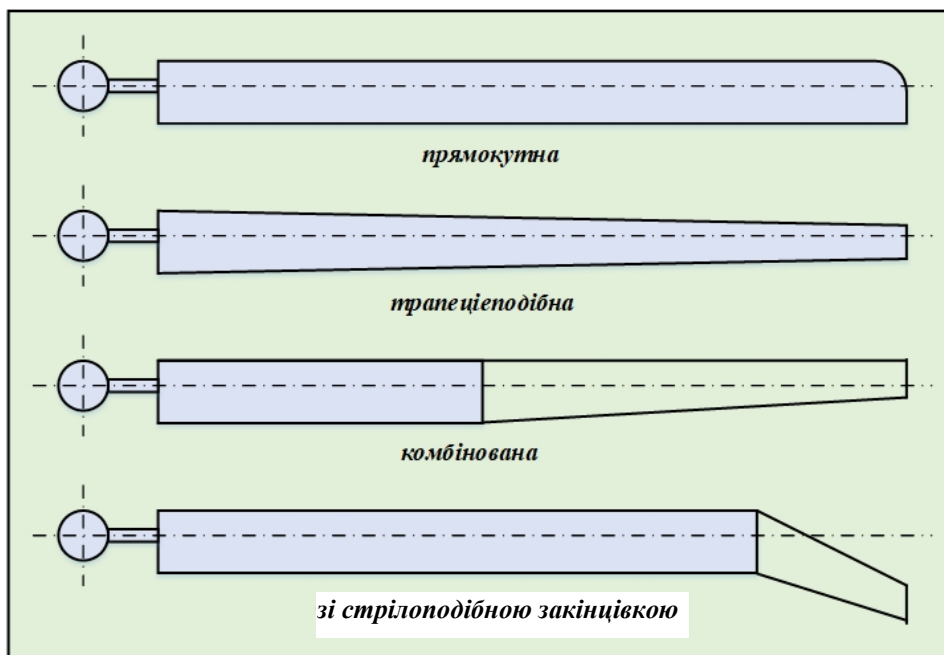 прямокутна
трапецієподібна
комбінована
зі стрілоподібною закінцівкою